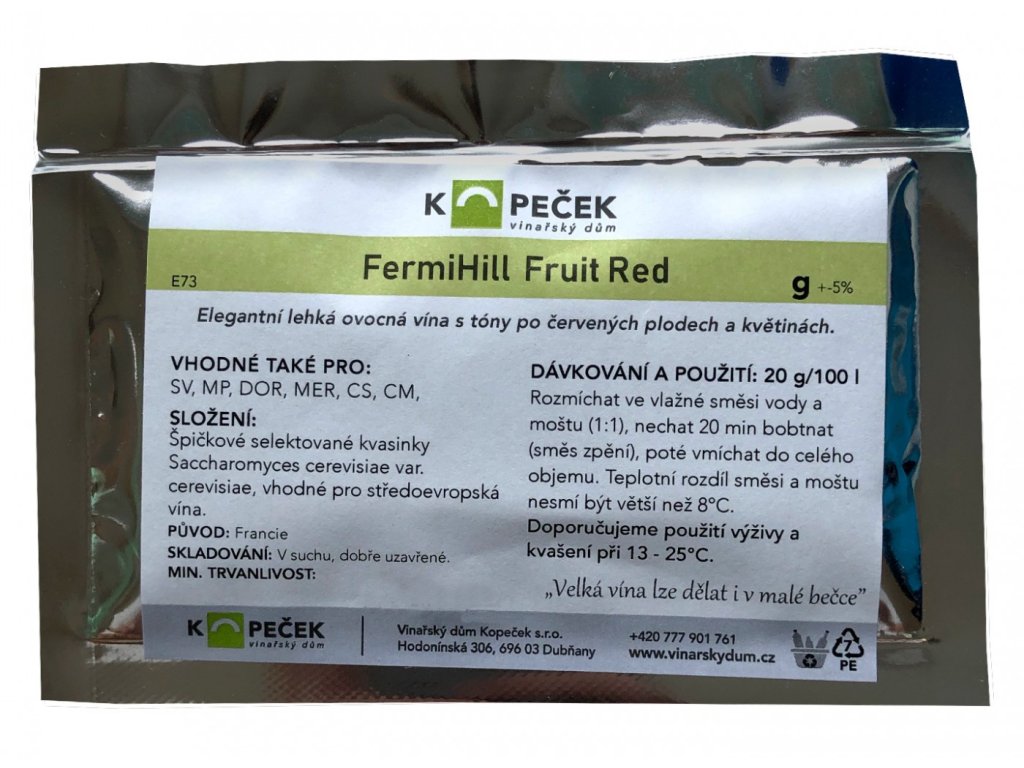 K PEČEK
vinařský dům
FermiHill Fruit Red
E73
g +-5%
Elegantní lehká ovocná vína s tóny po červených plodech a květinách.
VHODNÉ TAKÉ PRO:
SV, MP, DOR, MER, CS, CM,
SLOŽENÍ:
Špičkové selektované kvasinky
Saccharomyces cerevisiae var.
cerevisiae, vhodné pro středoevropská
vína.
PŮVOD: Francie
SKLADOVÁNÍ: V suchu, dobře uzavřené.
MIN. TRVANLIVOST:
DÁVKOVÁNÍ A POUŽITÍ: 20 g/100 l
Rozmíchat ve vlažné směsi vody a
moštu (1:1), nechat 20 min bobtnat
(směs zpění), poté vmíchat do celého
objemu. Teplotní rozdíl směsi a moštu
nesmí být větší než 8°C.
Doporučujeme použití výživy a
kvašení při 13 - 25°C.
„Velká vína lze dělat i v malé bečce”
K PEČEK
vinařský dům
Vinařský dům Kopeček s.r.o.
Hodonínská 306, 696 03 Dubňany
+420 777 901 761
www.vinarskydum.cz
7
PE